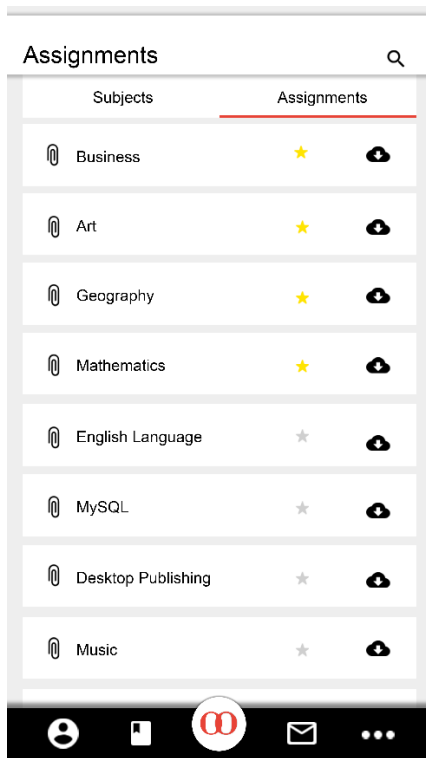 Assignments
Subjects Assignments
Business
Art
Geography
Mathematics
English Language
MySQL
Desktop Publishing
Music